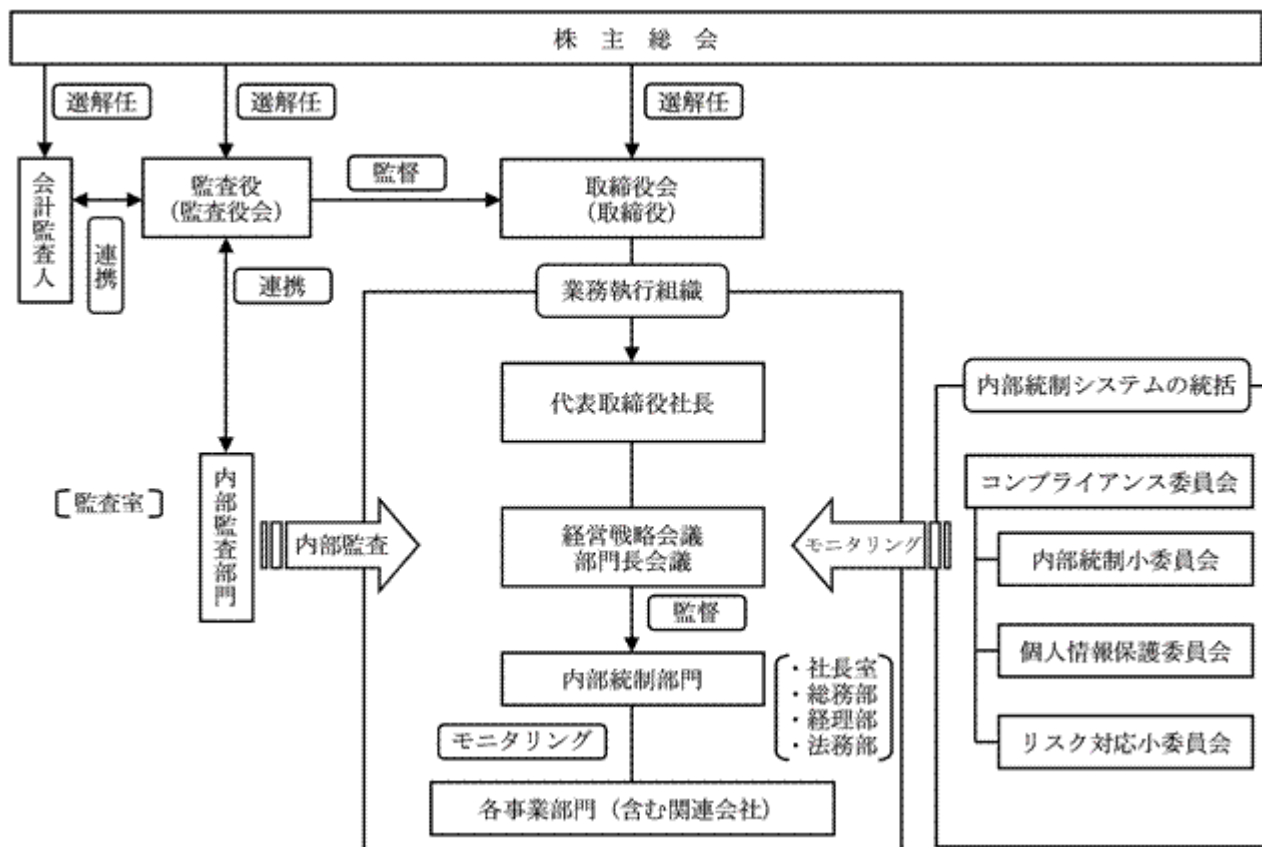 株主総会
選解任
選解任
選解任
会計監査人
連携
監査役
(監査役会)
監督
取締役会
(取締役)
連携
業務執行組織
代表取締役社長
内部統制システムの統括
[監査室]
内部監査部門
内部監査
経営戦略会議
部門長会議
モニタリング
コンプライアンス委員会
内部統制小委員会
個人情報保護委員会
リスク対応小委員会
監督
内部統制部門
・社長室
・総務部
・経理部
・法務部
モニタリング
各事業部門（含む関連会社）